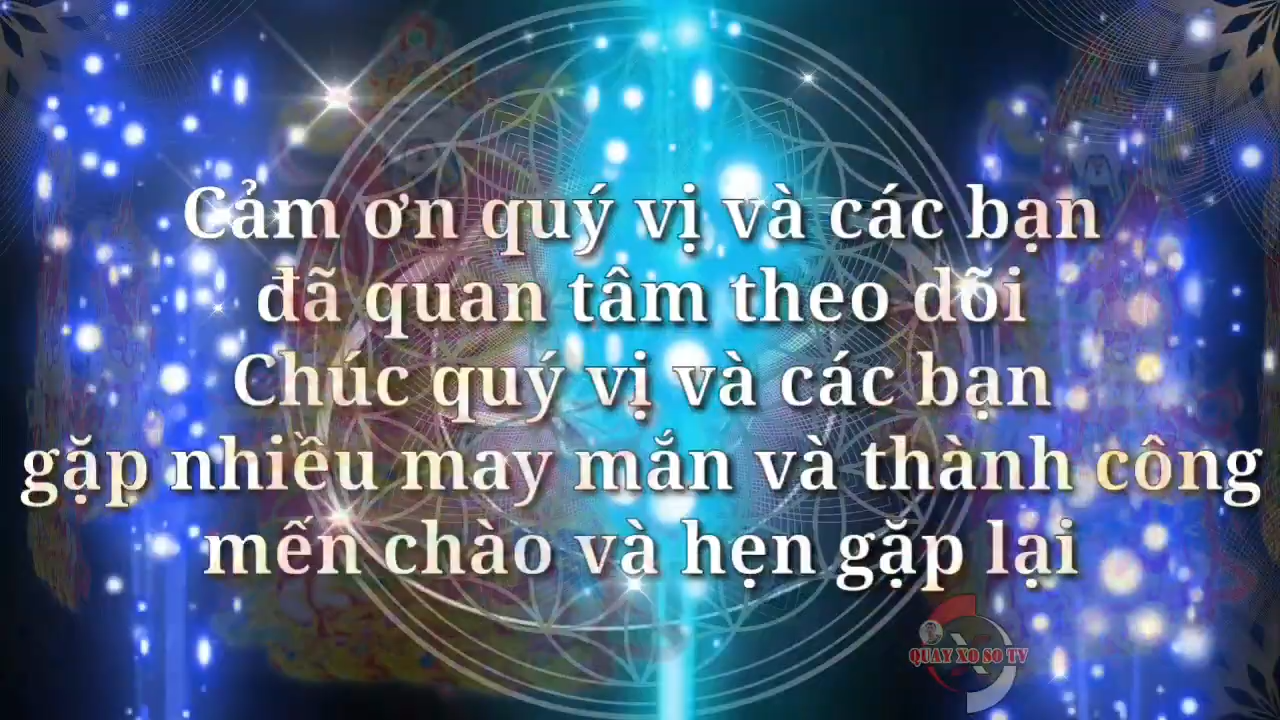 Cảm ơn quý vị và các bạn
đã quan tâm theo dõi
Chúc quý vị và các bạn
gặp nhiều may mắn và thành công
mến chào và hẹn gặp lại
QUAY XO SO TV